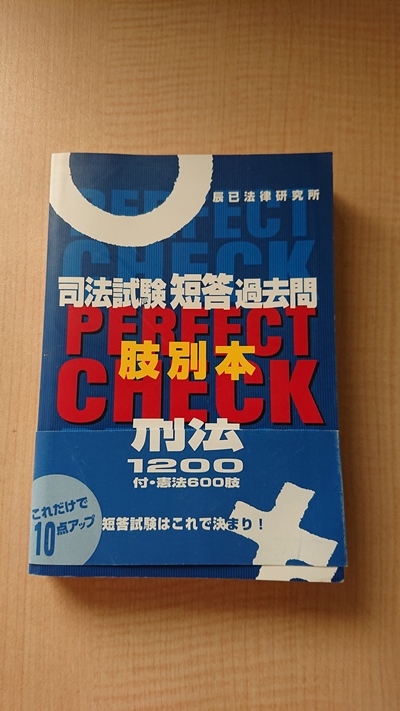 辰已法律研究所
PERFECT
CHECK
司法試験 短答過去問
PERFECT
肢別本
CHECK
刑法
1200
付・憲法600肢
これだけで
10点アップ
短答試験はこれで決まり！